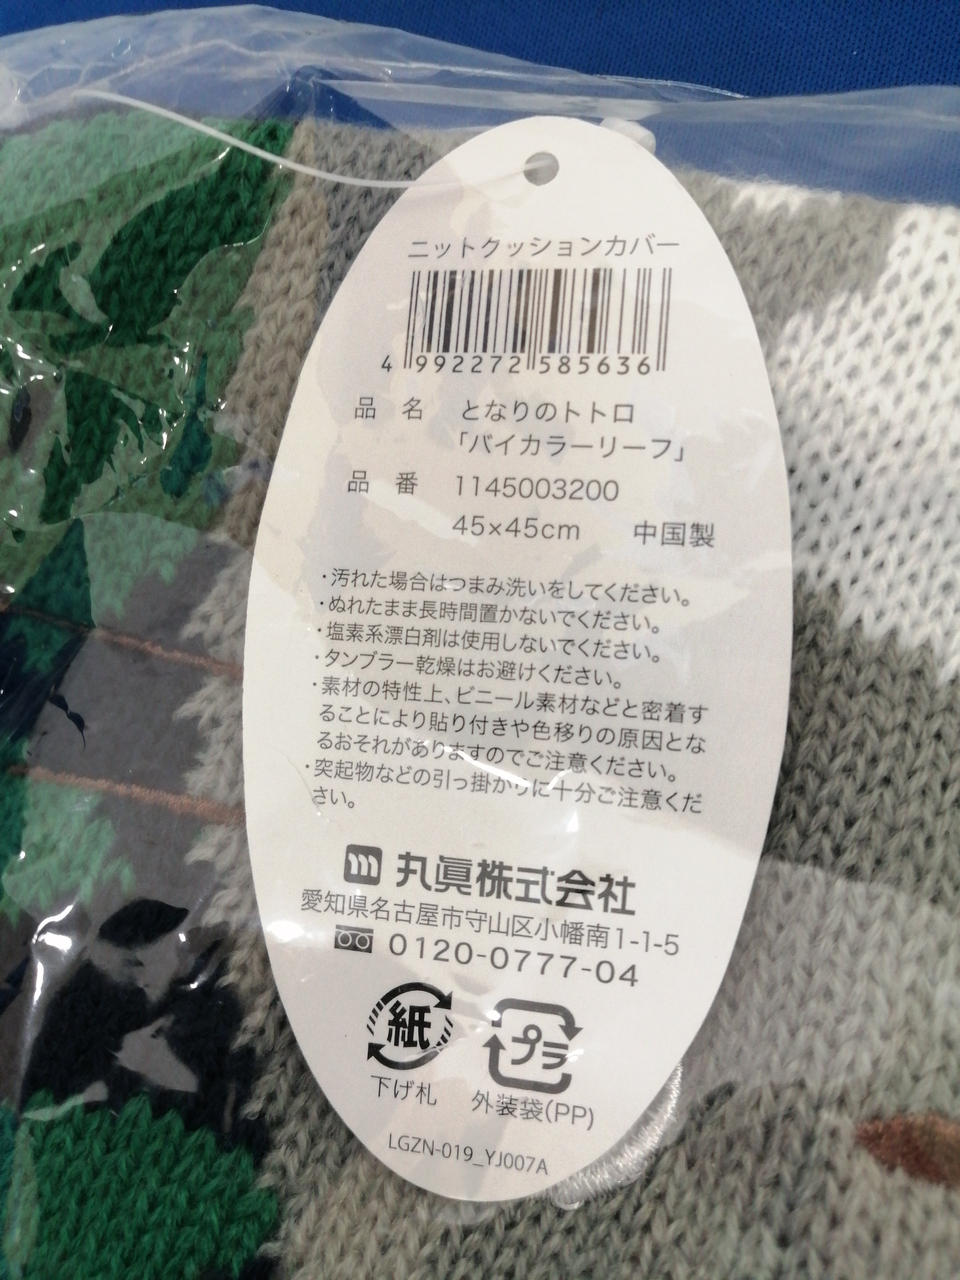 ニットクッションカバー
4 992272 585636
品 名 となりのトトロ
「バイカラーリーフ」
品 番 1145003200
45×45cm 中国製
・汚れた場合はつまみ洗いをしてください。
・ぬれたまま長時間置かないでください。
・塩素系漂白剤は使用しないでください。
・タンブラー乾燥はお避けください。
・素材の特性上、ビニール素材などと密着す
ることにより貼り付きや色移りの原因とな
るおそれがありますのでご注意ください。
・突起物などの引っ掛かりに十分ご注意くだ
さい。
丸眞株式会社
愛知県名古屋市守山区小幡南1-1-5
0120-0777-04
紙 プラ
下げ札 外装袋(PP)
LGZN-019_YJ007A